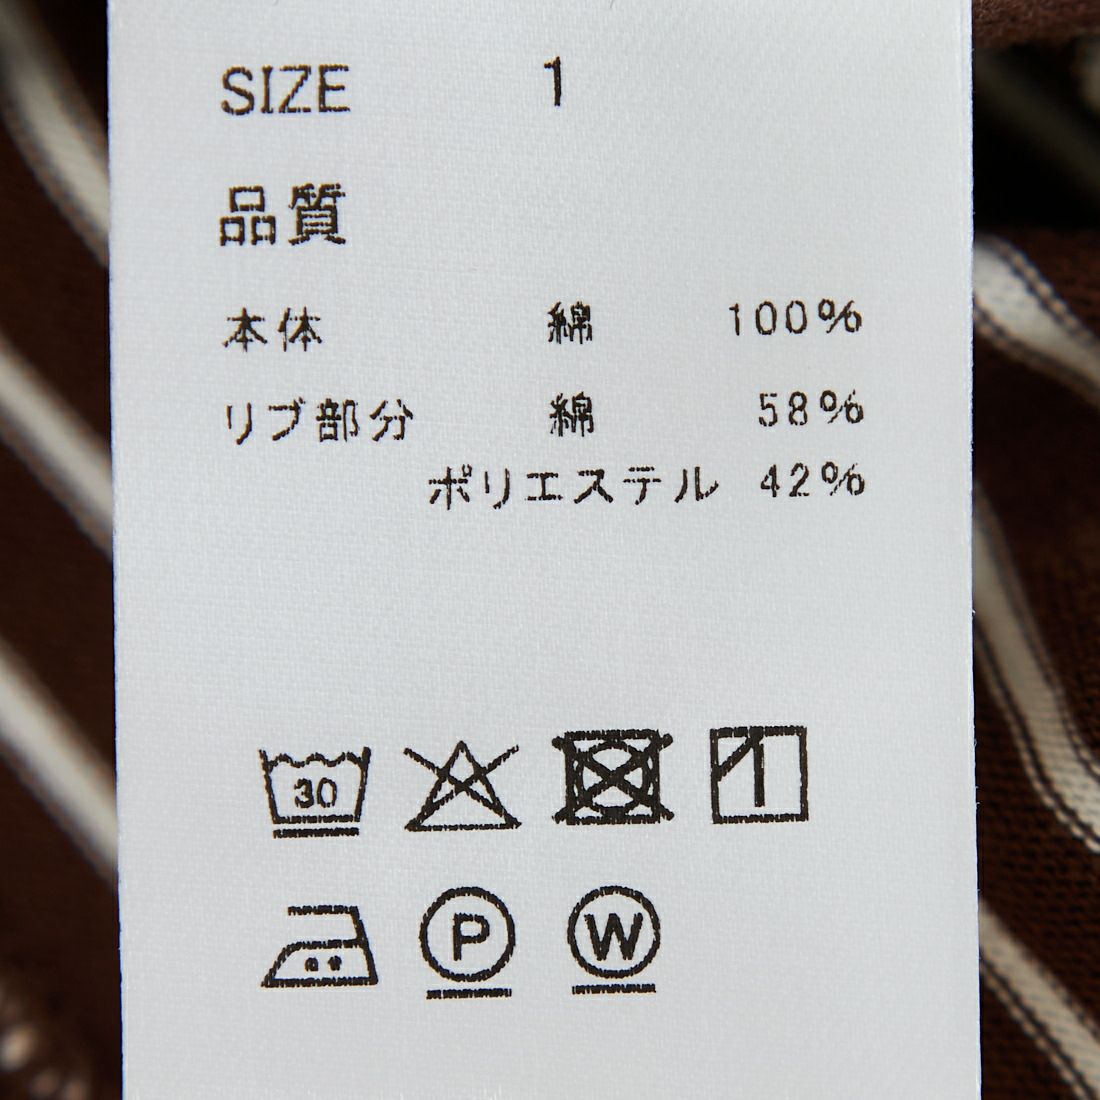 SIZE 1
品質
本体 綿 100%
リブ部分 綿 58%
ポリエステル 42%
30
P W